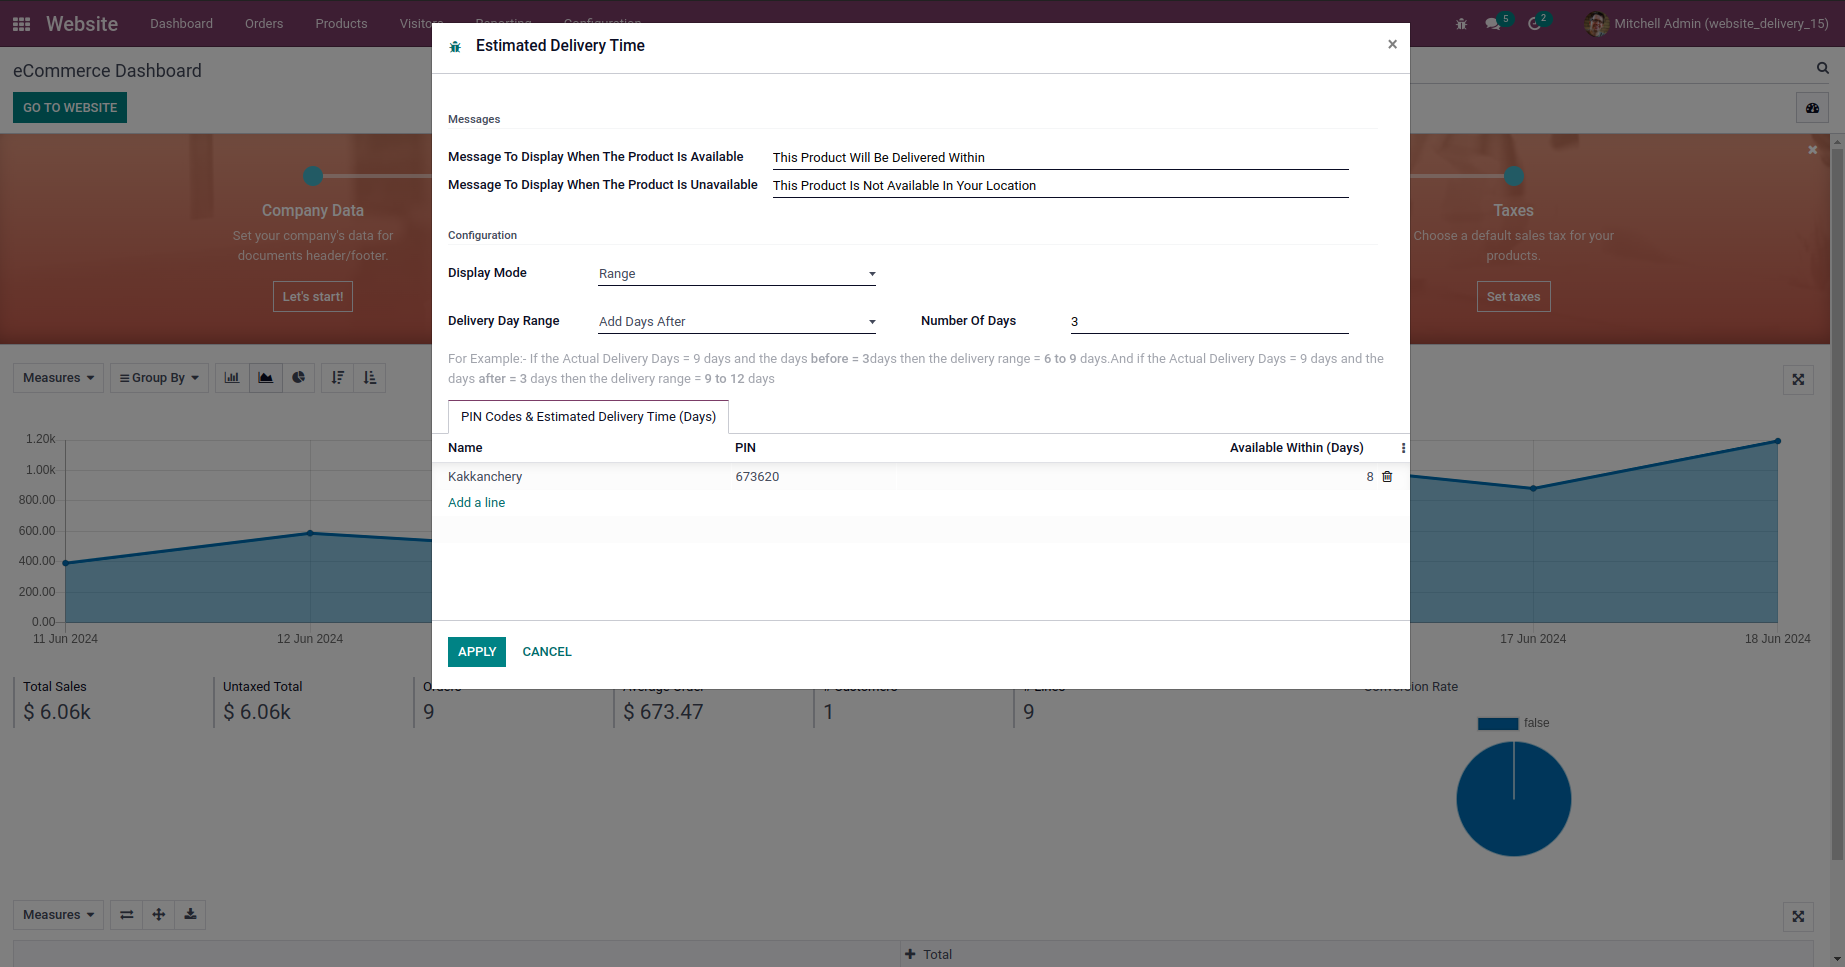 Website
Dashboard
Orders
Products
5
2
Mitchell Admin (website_delivery_15)
eCommerce Dashboard
GO TO WEBSITE
Estimated Delivery Time
×
Messages
Message To Display When The Product Is Available
This Product Will Be Delivered Within
Message To Display When The Product Is Unavailable
This Product Is Not Available In Your Location
Configuration
Display Mode
Range
Delivery Day Range
Add Days After
Number Of Days
3
For Example:- If the Actual Delivery Days = 9 days and the days before = 3days then the delivery range = 6 to 9 days.And if the Actual Delivery Days = 9 days and the
days after = 3 days then the delivery range = 9 to 12 days
PIN Codes & Estimated Delivery Time (Days)
Name
PIN
Available Within (Days)
Kakkanchery
673620
8
Add a line
APPLY
CANCEL
Company Data
Set your company's data for
documents header/footer.
Let's start!
Taxes
Choose a default sales tax for your
products.
Set taxes
Measures
Group By
1.20k
1.00k
800.00
600.00
400.00
200.00
0.00
11 Jun 2024
12 Jun 2024
17 Jun 2024
18 Jun 2024
Total Sales
$ 6.06k
Untaxed Total
$ 6.06k
9
$ 673.47
1
9
Rate
false
Measures
Total